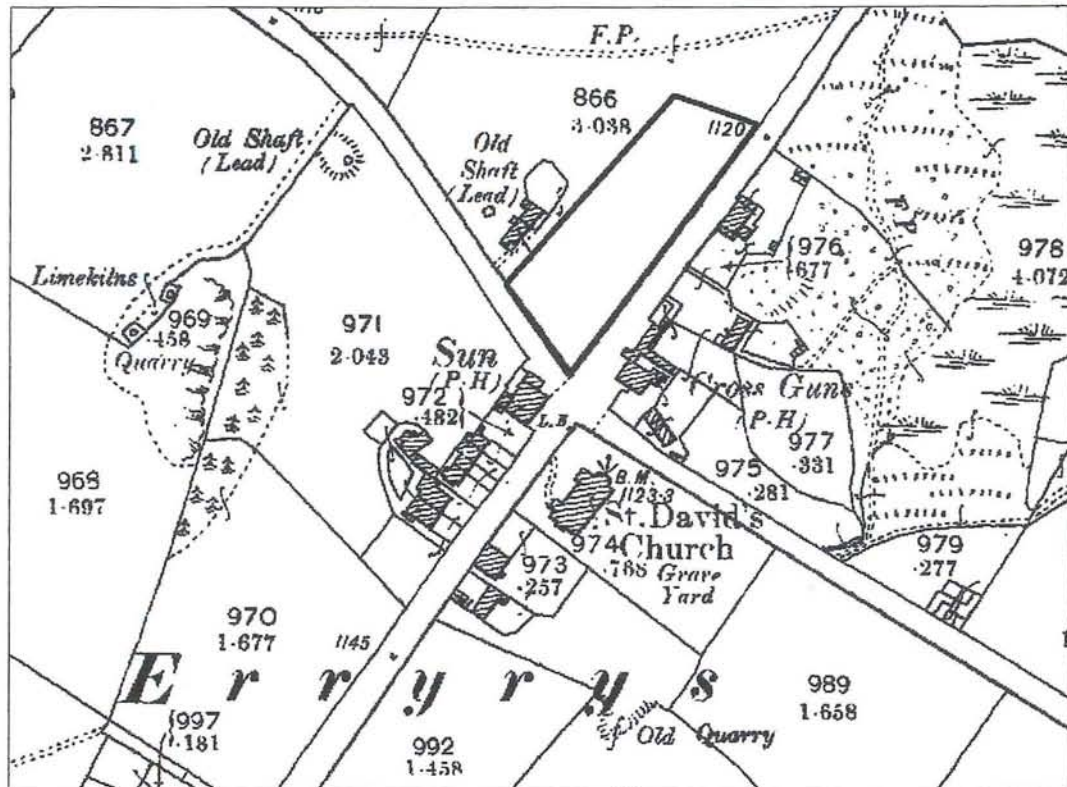 F.P.
866
3·038
1120
867
2·811
Old Shaft
(Lead)
Old
Shaft
(Lead)
976
·677
978
4·072
Limekilns
969
·458
Quarry
971
2·043
Sun
(P.H)
972
·482
L.B.
Cross Guns
(P.H)
977
·331
975
·281
B.M.
1123·3
St. David's
Church
974
·768
Grave
Yard
968
1·697
973
·257
979
·277
970
1·677
1145
Erryrys
989
1·658
997
·181
992
1·458
Old Quarry